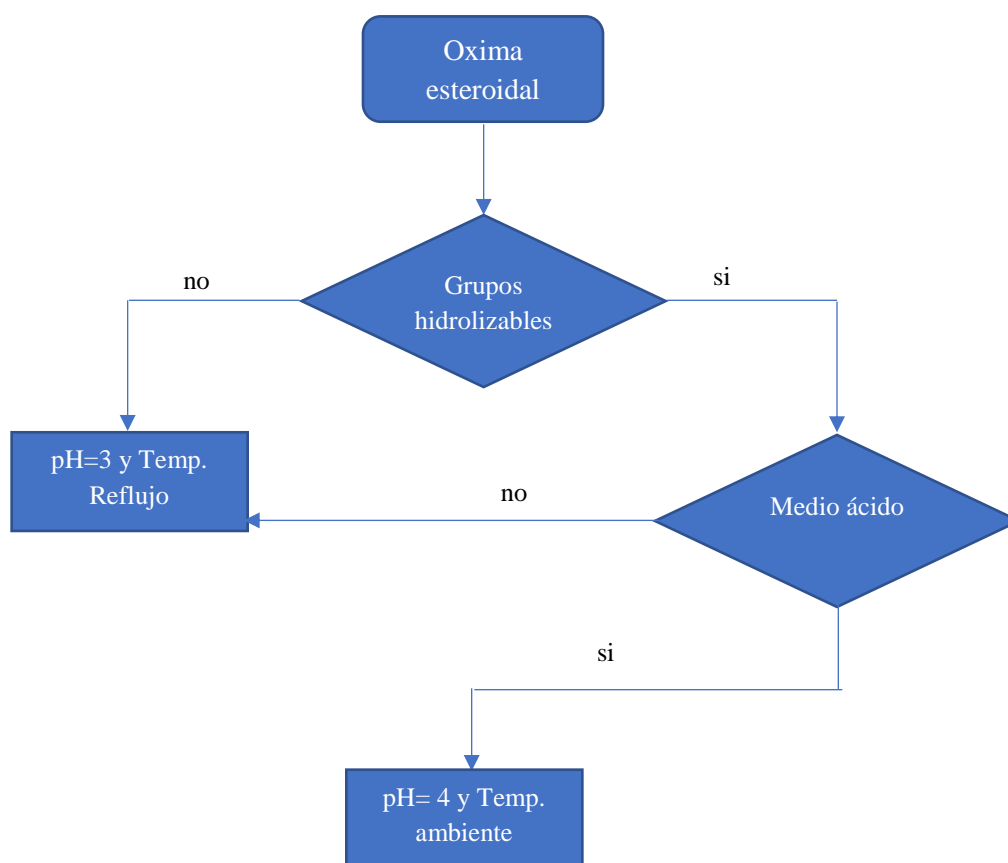 Oxima
esteroidal
no
si
Grupos
hidrolizables
pH=3 y Temp.
Reflujo
no
Medio ácido
si
pH= 4 y Temp.
ambiente